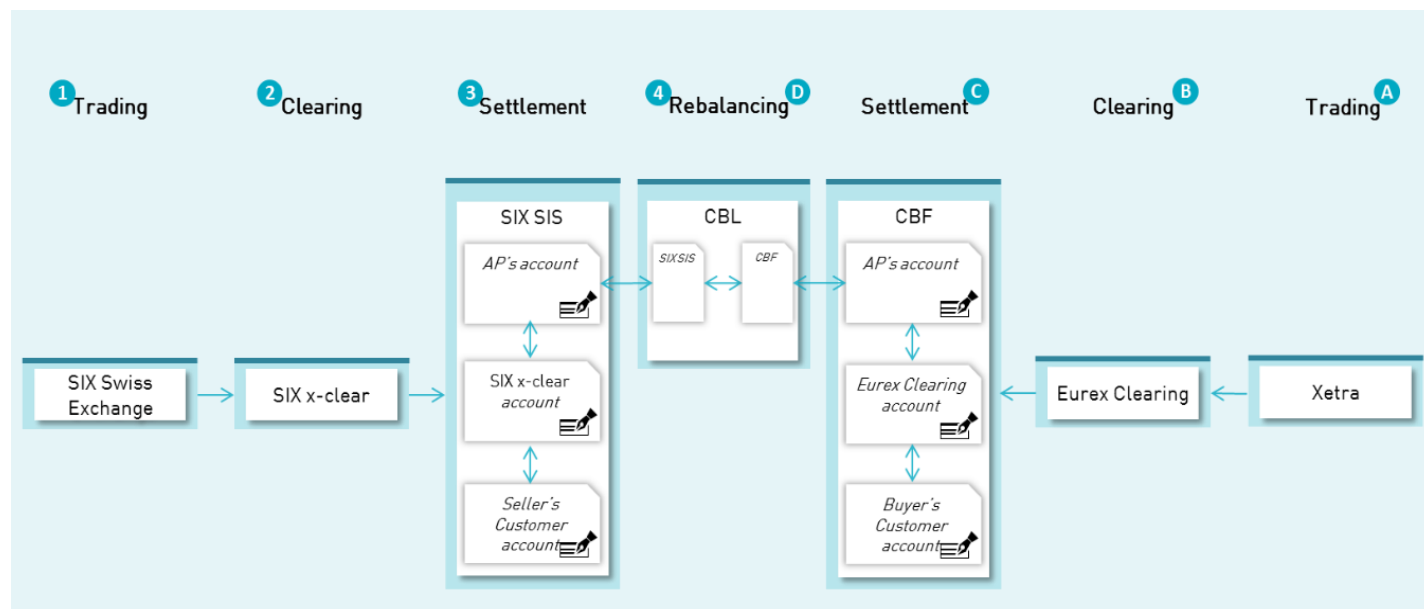 1 Trading
2 Clearing
3 Settlement
4 Rebalancing D
Settlement C
Clearing B
Trading A
SIX SIS
AP's account
SIX x-clear
account
Seller's
Customer
account
CBL
SIX SIS
CBF
CBF
AP's account
Eurex Clearing
account
Buyer's
Customer
account
SIX Swiss
Exchange
SIX x-clear
Eurex Clearing
Xetra